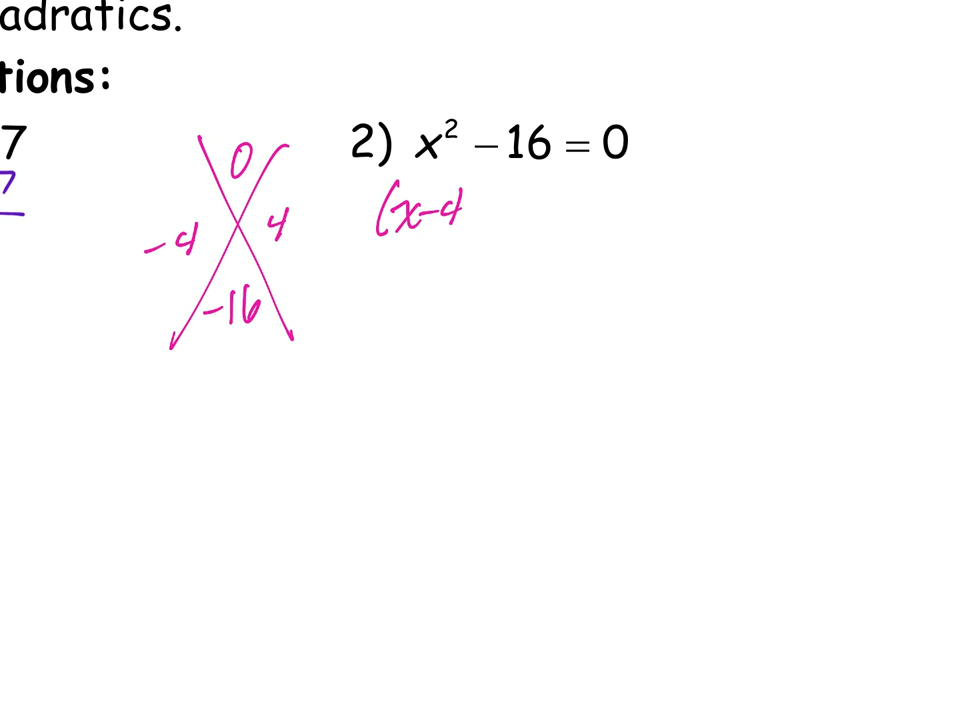 adratics.
tions:
7
7
2) x² - 16 = 0
0
-4 4
-16
(x-4